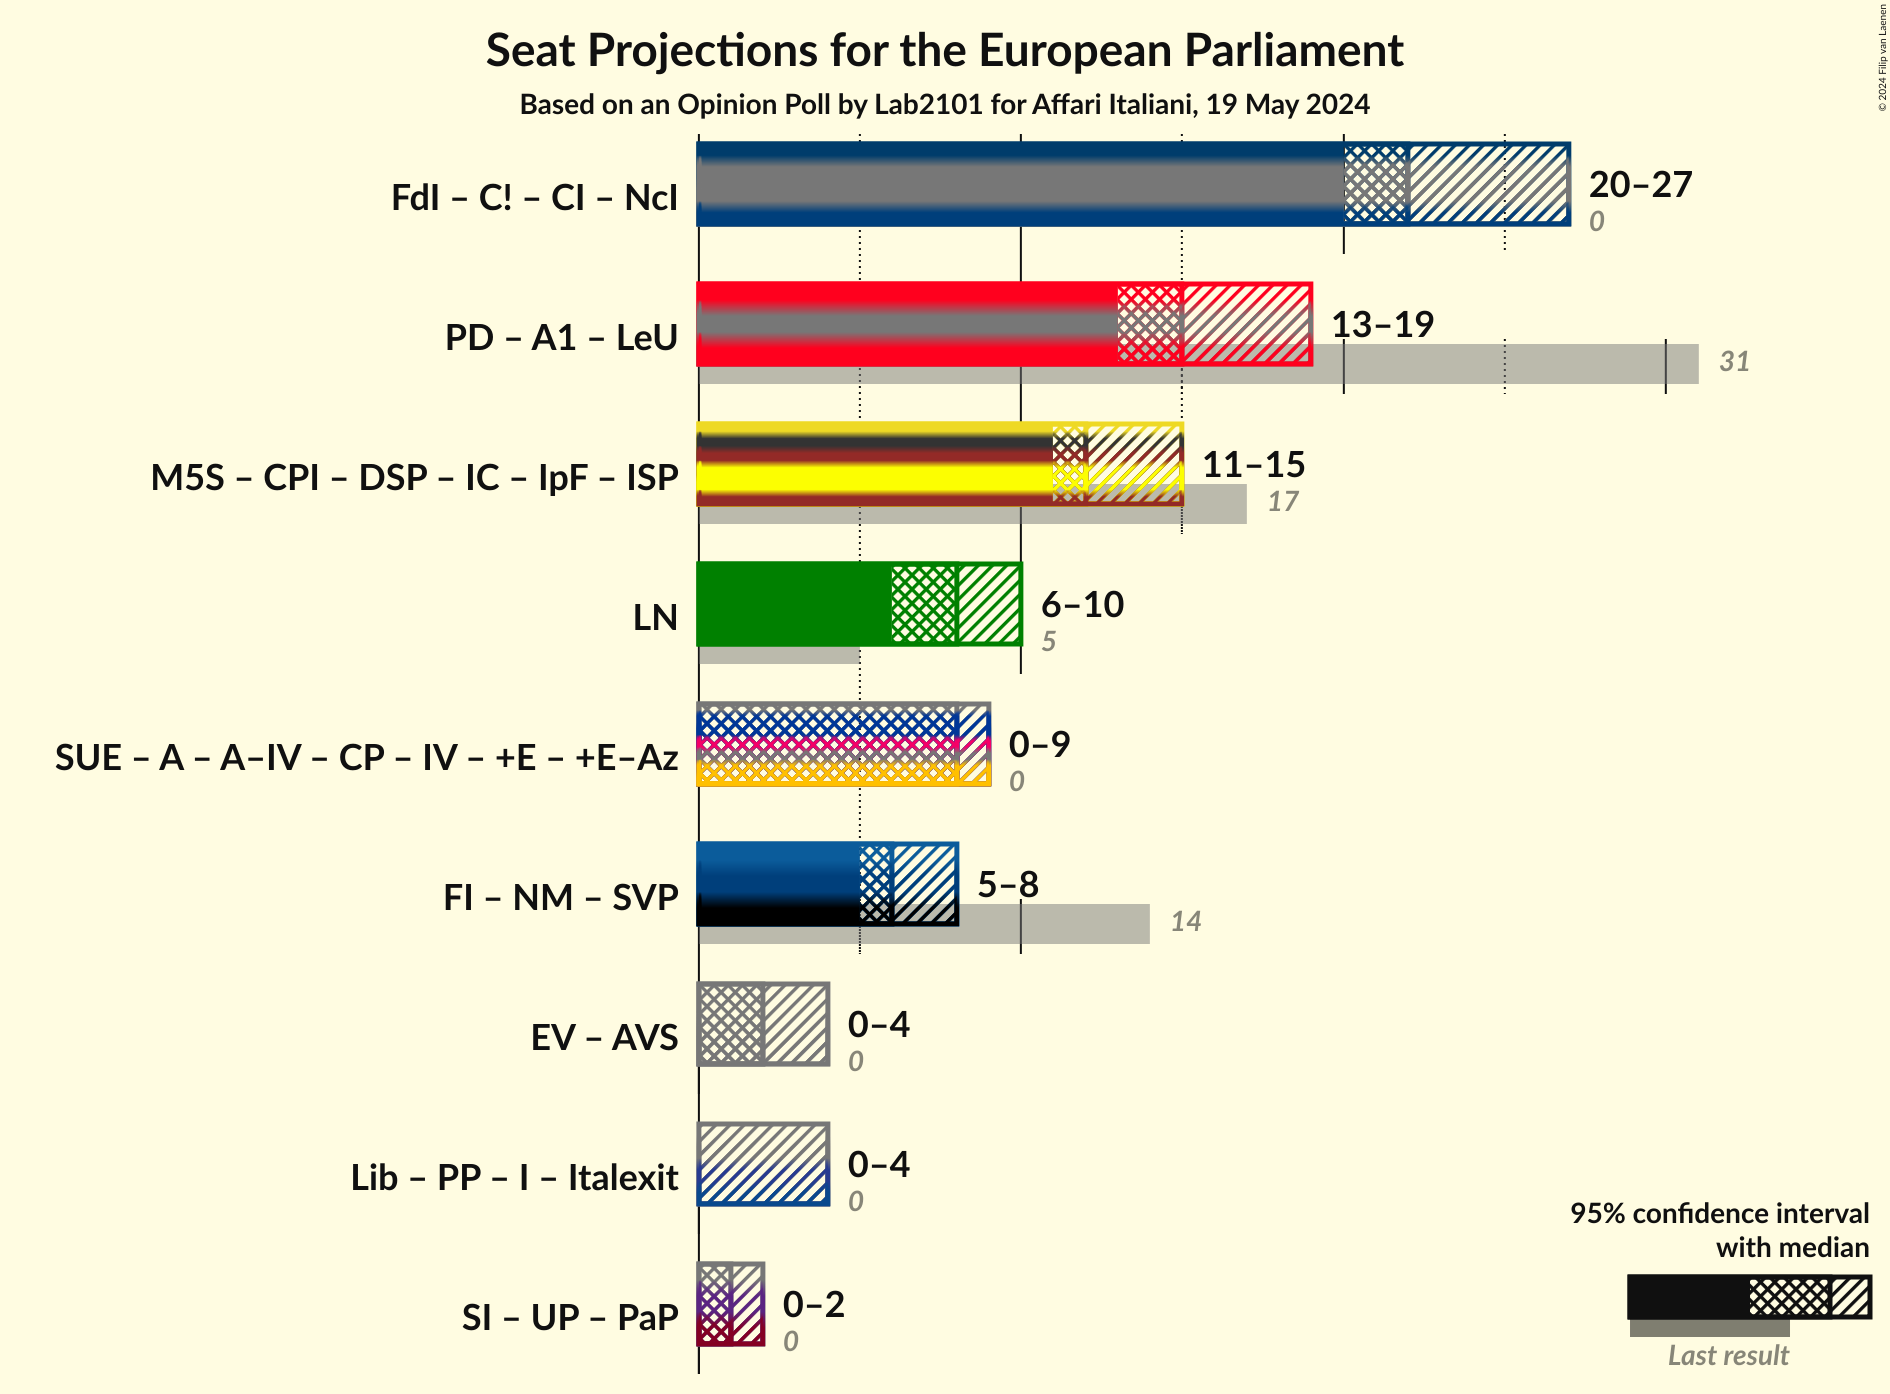 Seat Projections for the European Parliament
Based on an Opinion Poll by Lab2101 for Affari Italiani, 19 May 2024
© 2024 Filip van Laenen
FdI – C! – CI – NcI
20–27
0
PD – A1 – LeU
13–19
31
M5S – CPI – DSP – IC – IpF – ISP
11–15
17
LN
6–10
5
SUE – A – A–IV – CP – IV – +E – +E–Az
0–9
0
FI – NM – SVP
5–8
14
EV – AVS
0–4
0
Lib – PP – I – Italexit
0–4
0
SI – UP – PaP
0–2
0
95% confidence interval
with median
Last result